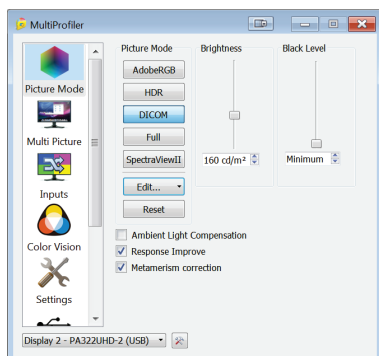 MultiProfiler
Picture Mode
Multi Picture
Inputs
Color Vision
Settings
Picture Mode
AdobeRGB
HDR
DICOM
Full
SpectraViewII
Edit...
Reset
Brightness
160 cd/m²
Black Level
Minimum
Ambient Light Compensation
Response Improve
Metamerism correction
Display 2 - PA322UHD-2 (USB)